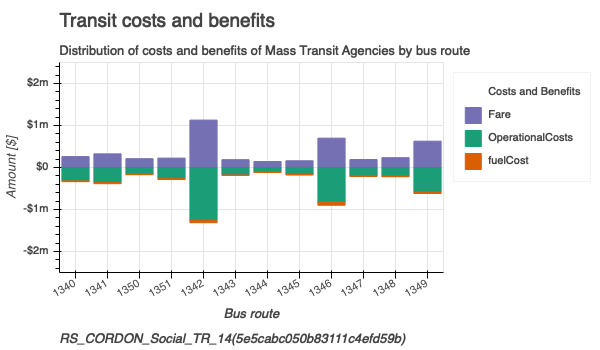 Transit costs and benefits
Distribution of costs and benefits of Mass Transit Agencies by bus route
$2m
$1m
$0
-$1m
-$2m
Amount [$]
1340 1341 1350 1351 1342 1343 1344 1345 1346 1347 1348 1349
Bus route
Costs and Benefits
Fare
OperationalCosts
fuelCost
RS_CORDON_Social_TR_14(5e5cabc050b83111c4efd59b)